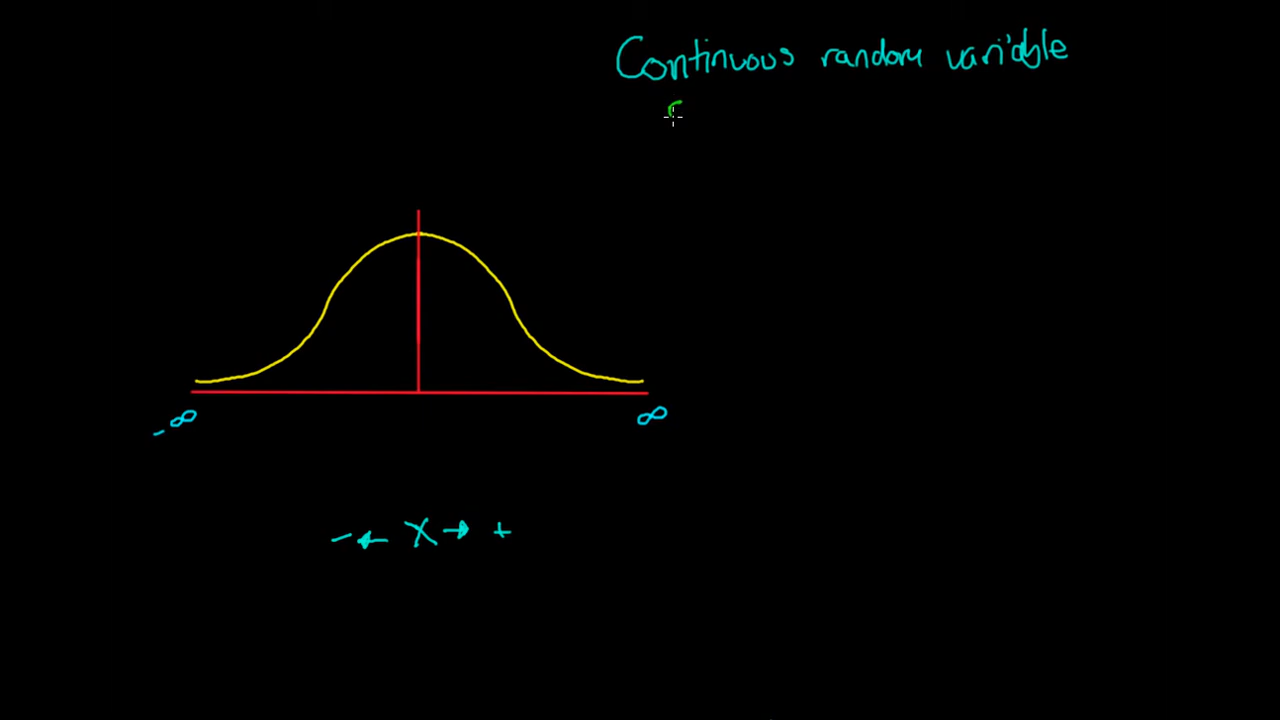 Continuous random variable
-∞ ∞
- ← X → +